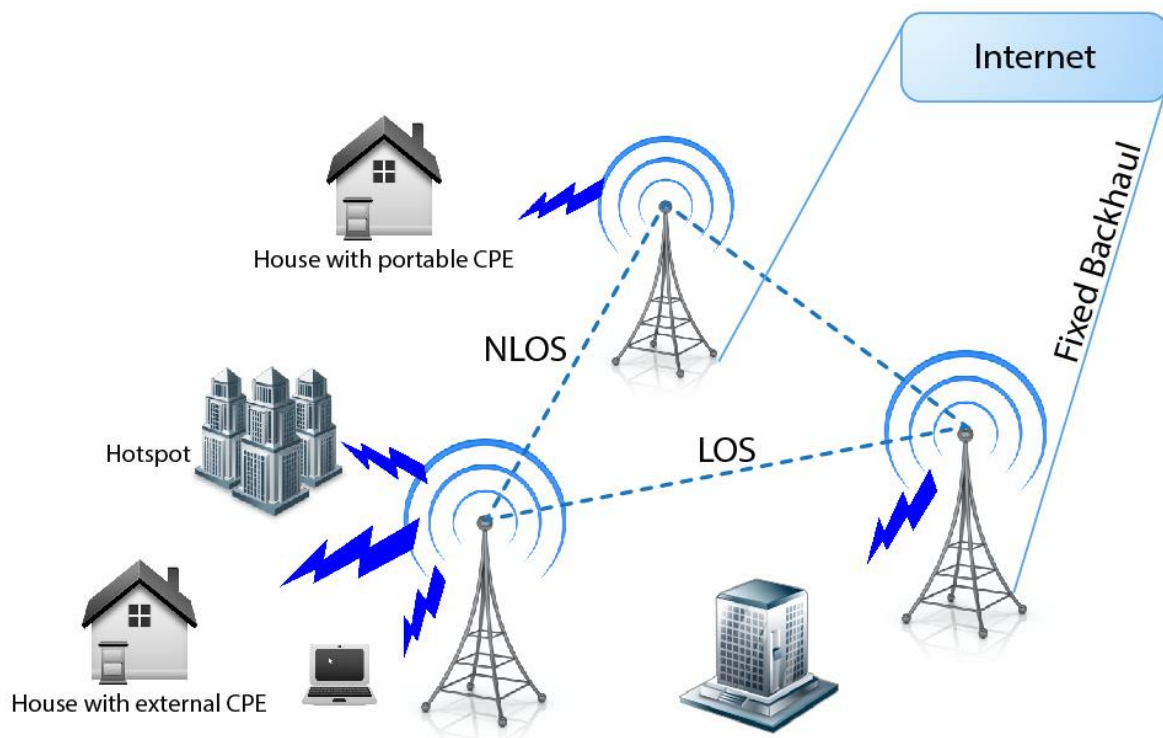 Internet
House with portable CPE
Fixed Backhaul
NLOS
LOS
Hotspot
House with external CPE